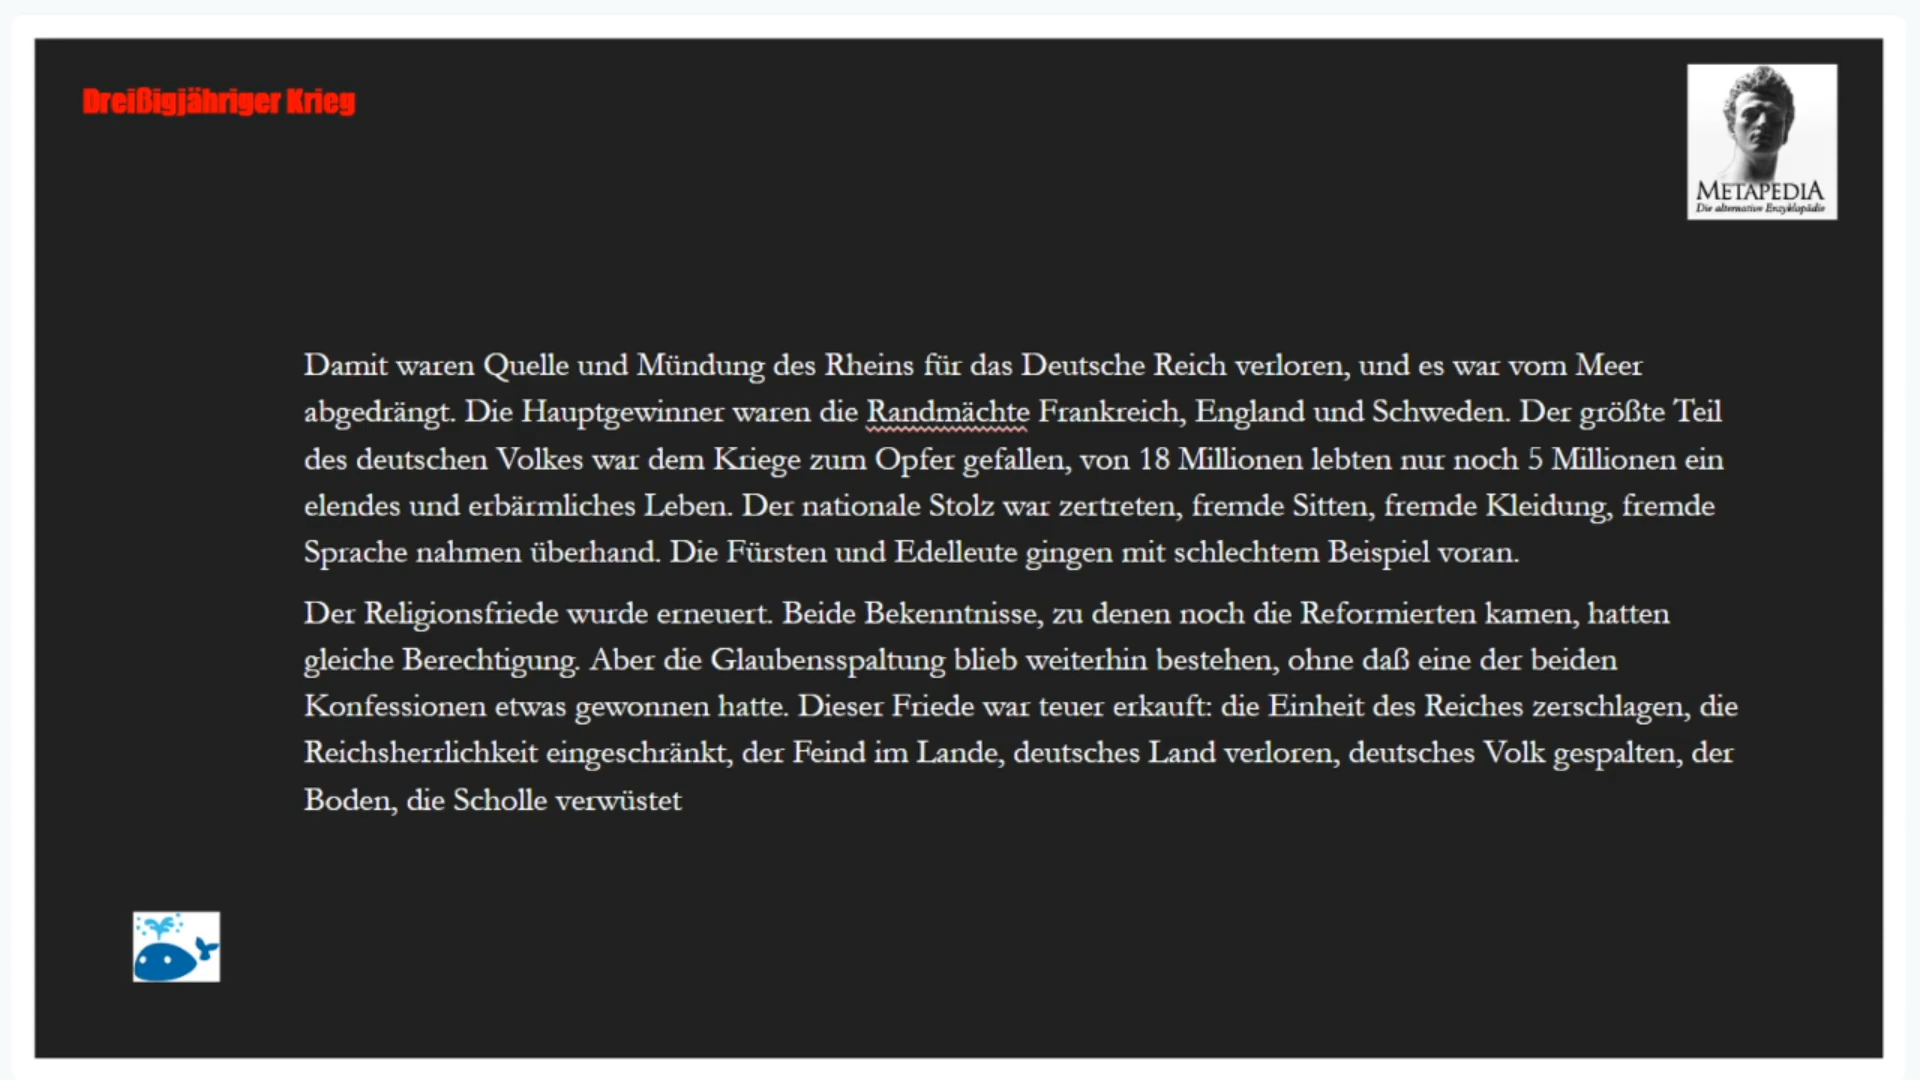 Dreißigjähriger Krieg
METAPEDIA
Die alternative Enzyklopädie
Damit waren Quelle und Mündung des Rheins für das Deutsche Reich verloren, und es war vom Meer
abgedrängt. Die Hauptgewinner waren die Randmächte Frankreich, England und Schweden. Der größte Teil
des deutschen Volkes war dem Kriege zum Opfer gefallen, von 18 Millionen lebten nur noch 5 Millionen ein
elendes und erbärmliches Leben. Der nationale Stolz war zertreten, fremde Sitten, fremde Kleidung, fremde
Sprache nahmen überhand. Die Fürsten und Edelleute gingen mit schlechtem Beispiel voran.
Der Religionsfriede wurde erneuert. Beide Bekenntnisse, zu denen noch die Reformierten kamen, hatten
gleiche Berechtigung. Aber die Glaubensspaltung blieb weiterhin bestehen, ohne daß eine der beiden
Konfessionen etwas gewonnen hatte. Dieser Friede war teuer erkauft: die Einheit des Reiches zerschlagen, die
Reichsherrlichkeit eingeschränkt, der Feind im Lande, deutsches Land verloren, deutsches Volk gespalten, der
Boden, die Scholle verwüstet